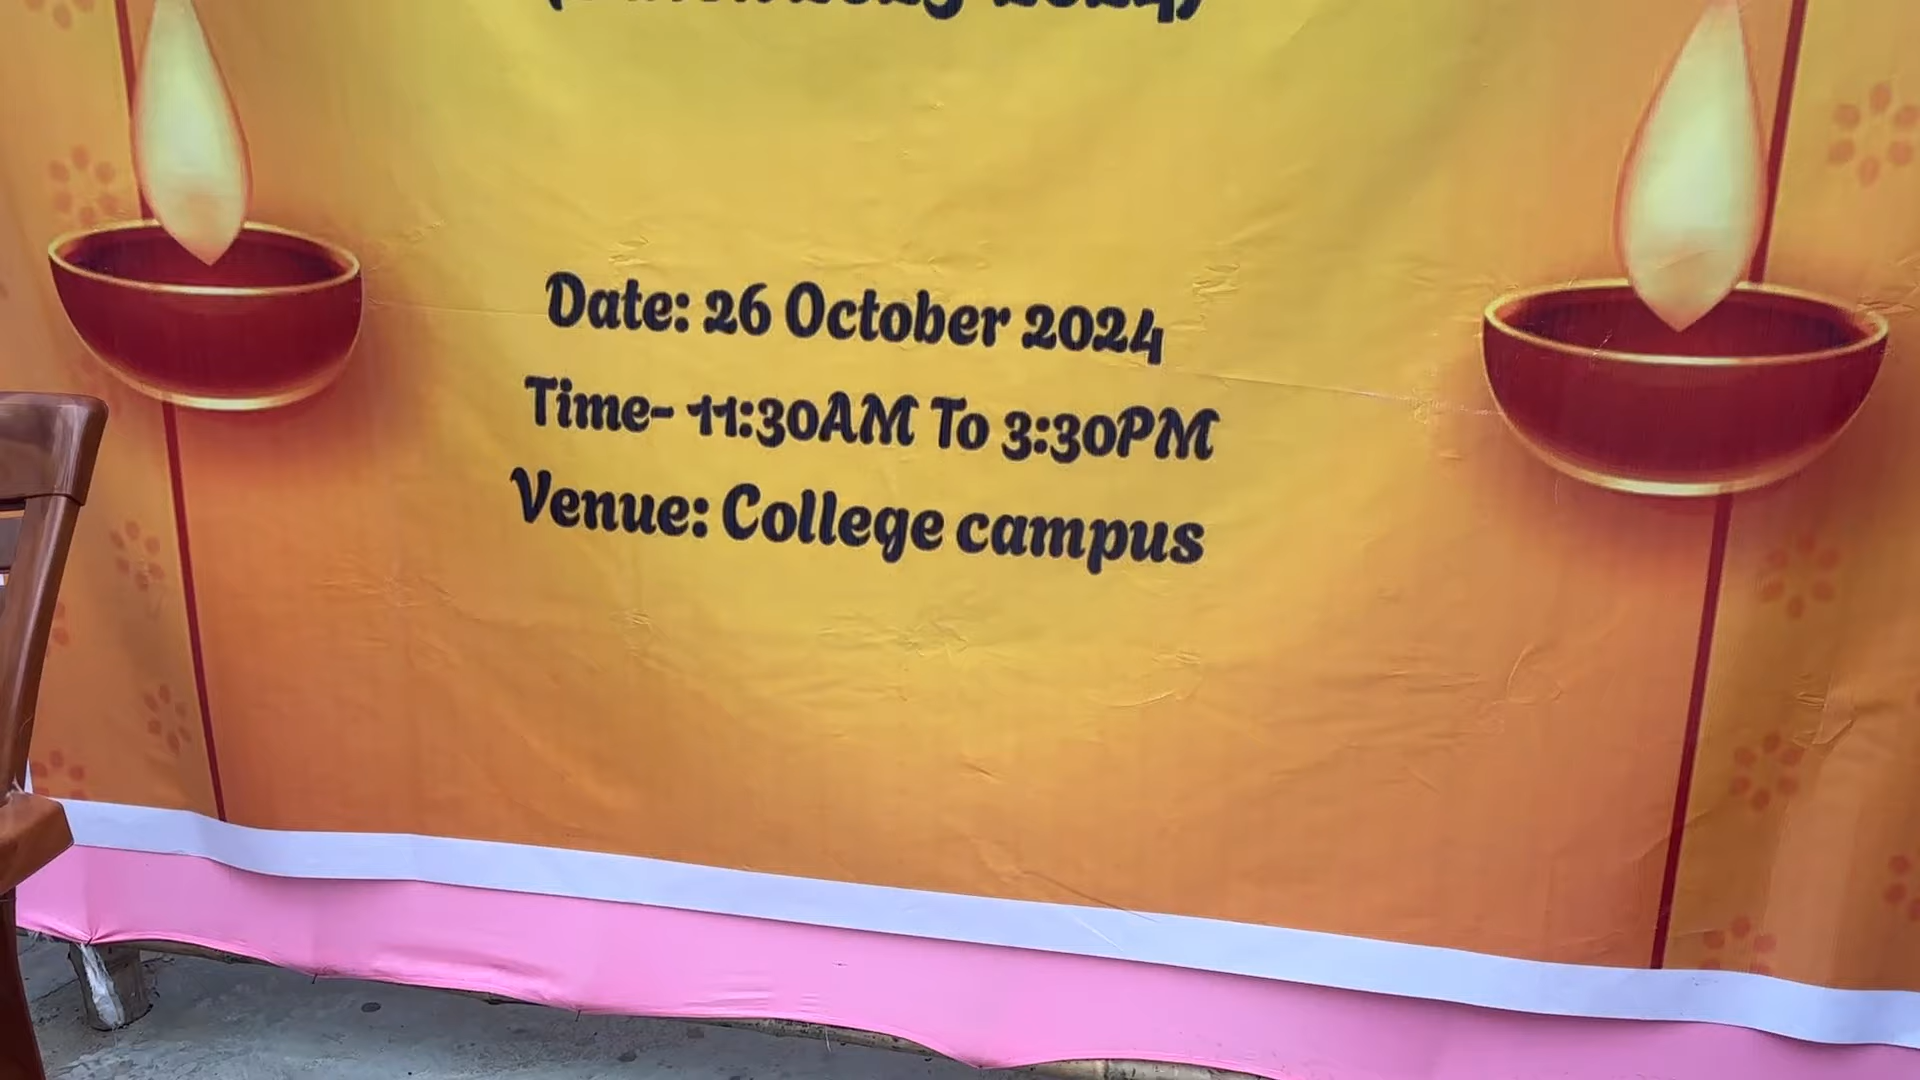 Date: 26 October 2024
Time- 11:30AM To 3:30PM
Venue: College campus